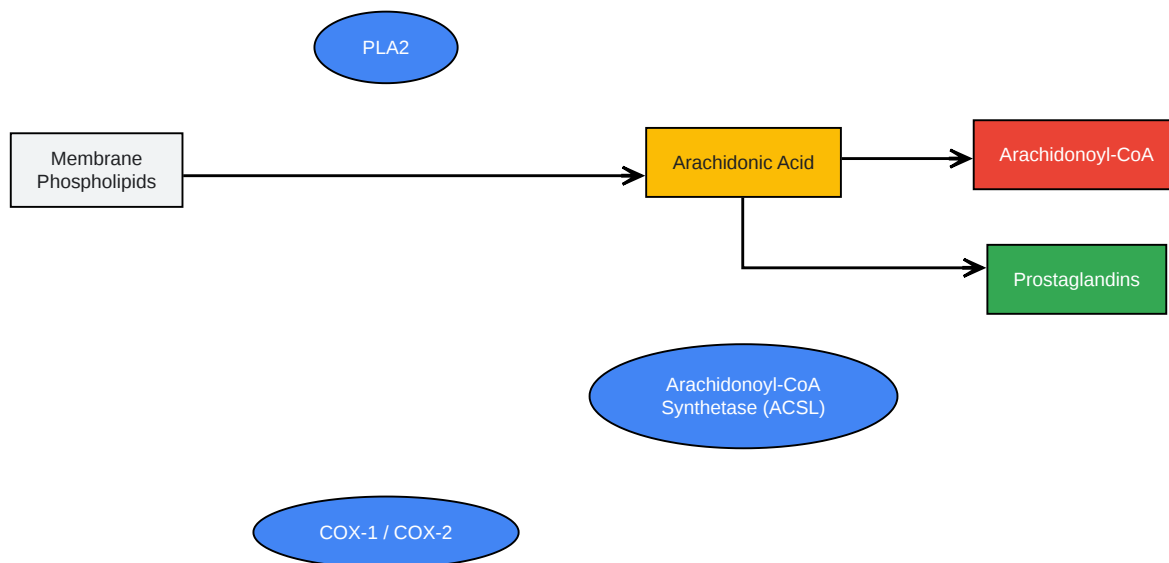 PLA2
Membrane
Phospholipids
Arachidonic Acid
Arachidonoyl-CoA
Prostaglandins
Arachidonoyl-CoA
Synthetase (ACSL)
COX-1 / COX-2